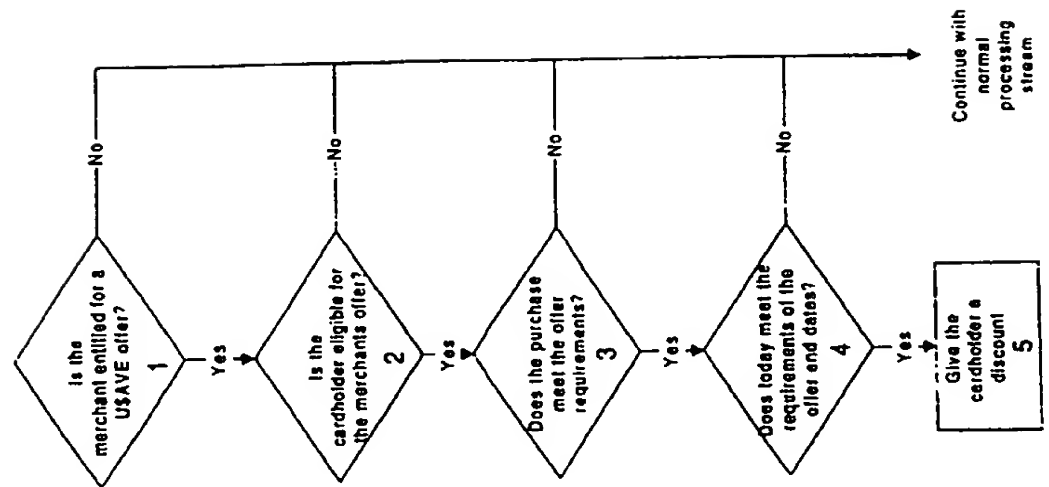 Is the
merchant entitled for a
USAVE offer?
1
No
Yes
Is the
cardholder eligible for
the merchants offer?
2
No
Yes
Does the purchase
meet the offer
requirements?
3
No
Yes
Does today meet the
requirements of the
offer end dates?
4
No
Yes
Give the
cardholder a
discount
5
Continue with
normal
processing
stream